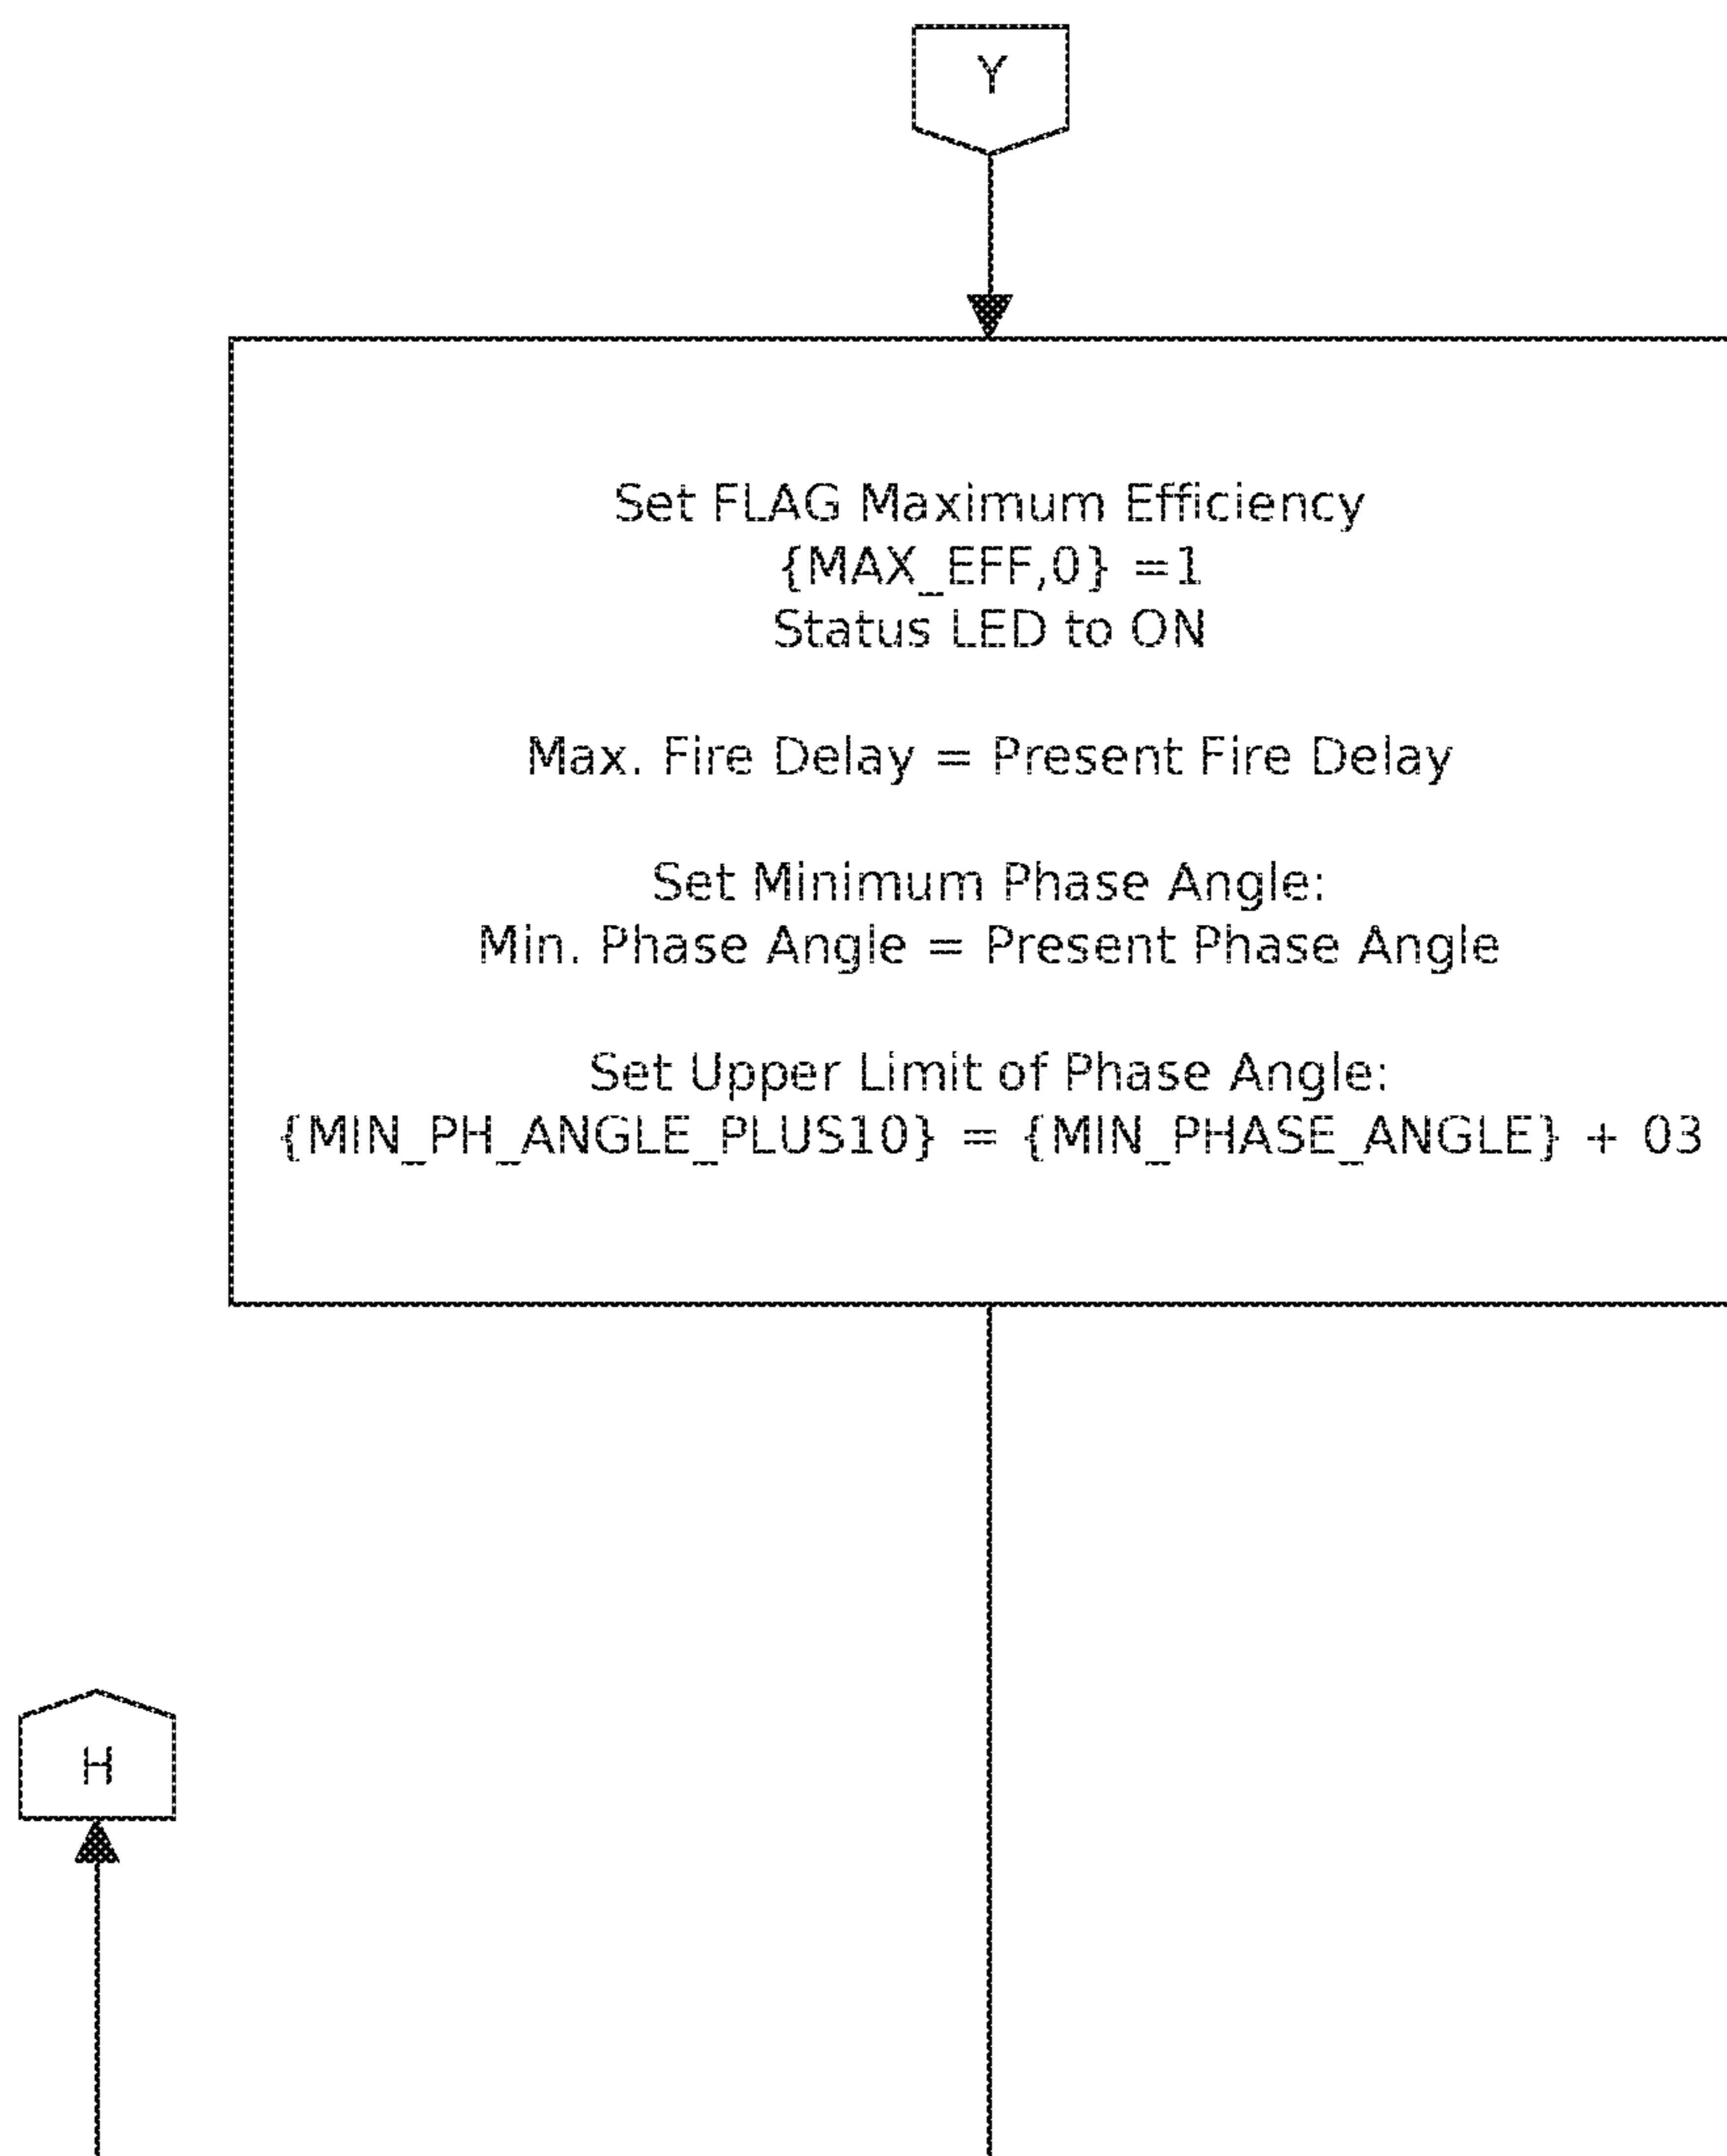 Y
Set FLAG Maximum Efficiency
{MAX_EFF,0} =1
Status LED to ON
Max. Fire Delay = Present Fire Delay
Set Minimum Phase Angle:
Min. Phase Angle = Present Phase Angle
Set Upper Limit of Phase Angle:
{MIN_PH_ANGLE_PLUS10} = {MIN_PHASE_ANGLE} + 03
H